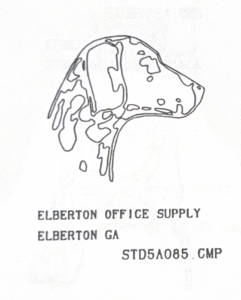 ELBERTON OFFICE SUPPLY
ELBERTON GA
STD5A085.CMP